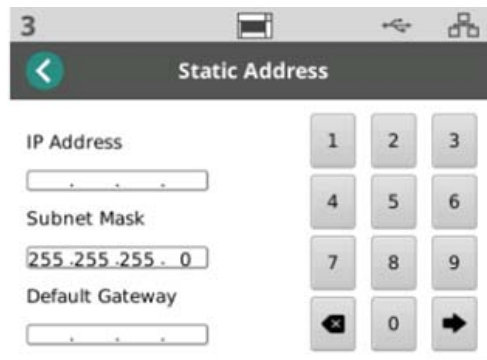 3
Static Address
IP Address
. . .
Subnet Mask
255 .255 .255 . 0
Default Gateway
. . .
1 2 3
4 5 6
7 8 9
0